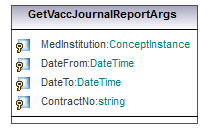 GetVaccJournalReportArgs
MedInstitution:ConceptInstance
DateFrom:DateTime
DateTo:DateTime
ContractNo:string